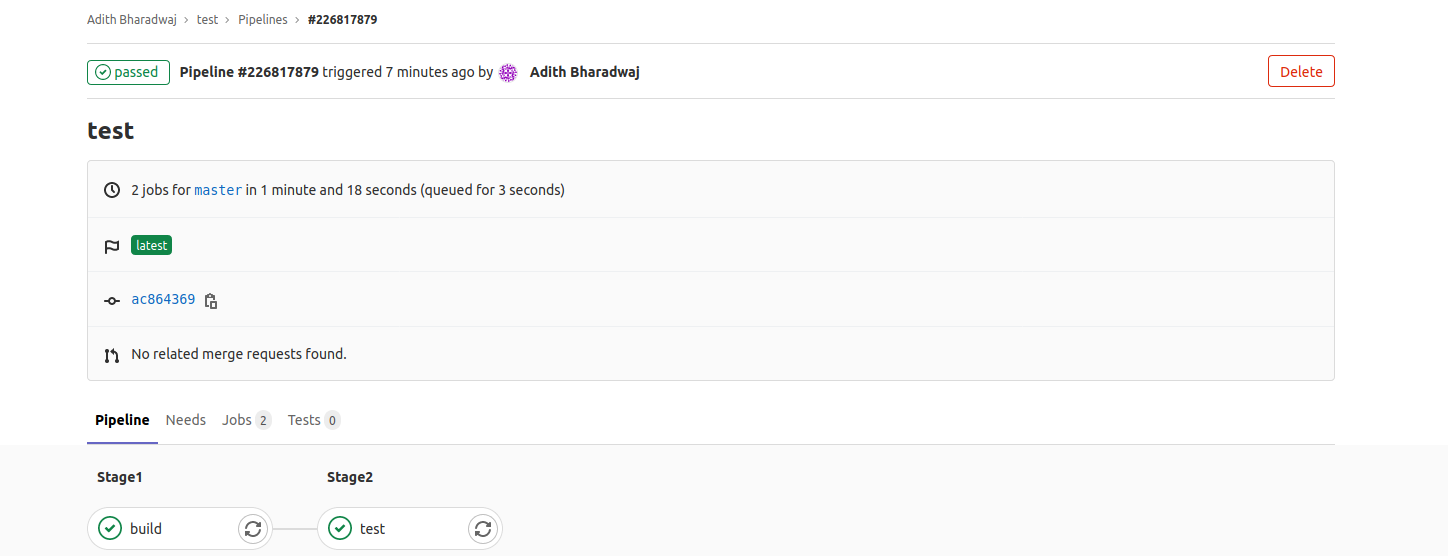 Adith Bharadwaj > test > Pipelines > #226817879
passed Pipeline #226817879 triggered 7 minutes ago by Adith Bharadwaj Delete
test
2 jobs for master in 1 minute and 18 seconds (queued for 3 seconds)
latest
ac864369
No related merge requests found.
Pipeline Needs Jobs 2 Tests 0
Stage1 Stage2
build test